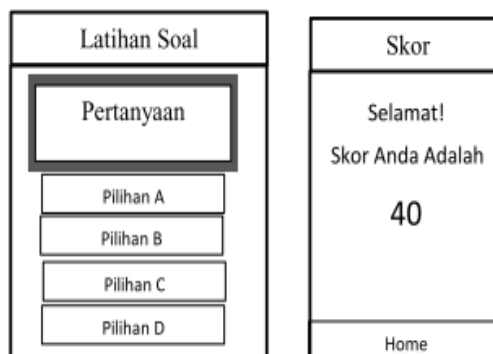 Latihan Soal
Pertanyaan
Pilihan A
Pilihan B
Pilihan C
Pilihan D
Skor
Selamat!
Skor Anda Adalah
40
Home